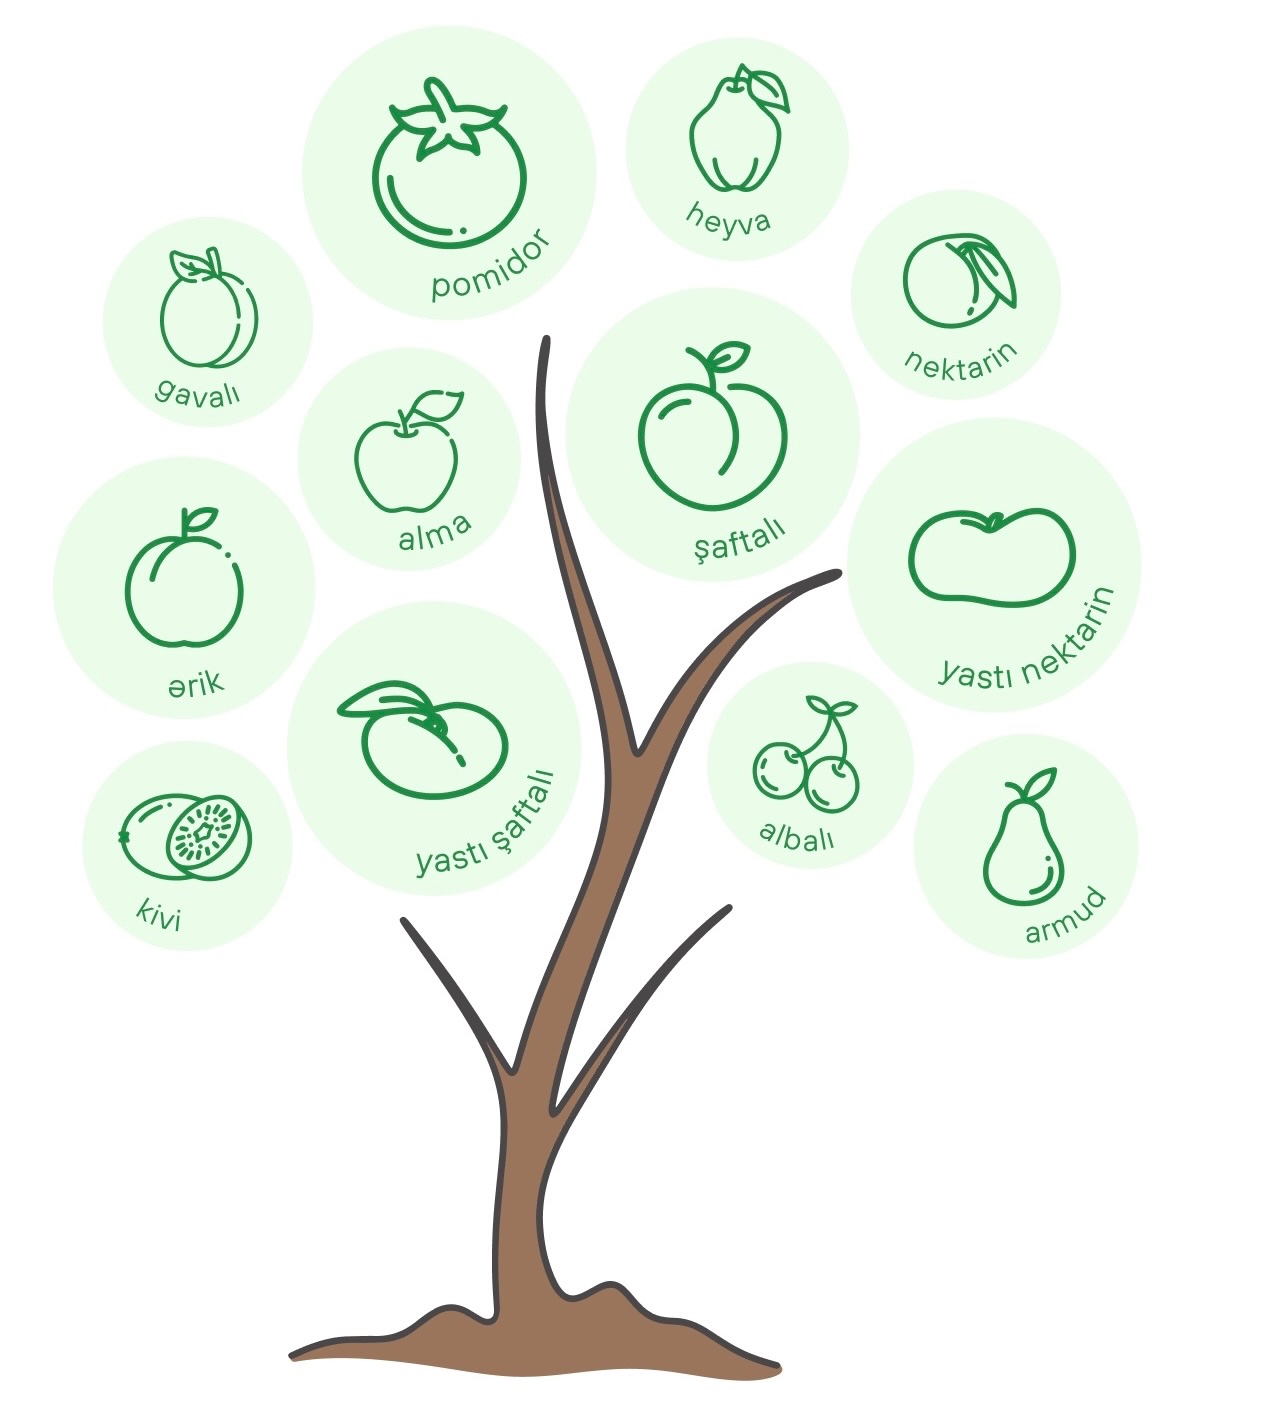 pomidor
heyva
gavalı
nektarin
alma
şaftalı
ərik
yastı nektarin
yastı şaftalı
albalı
kivi
armud